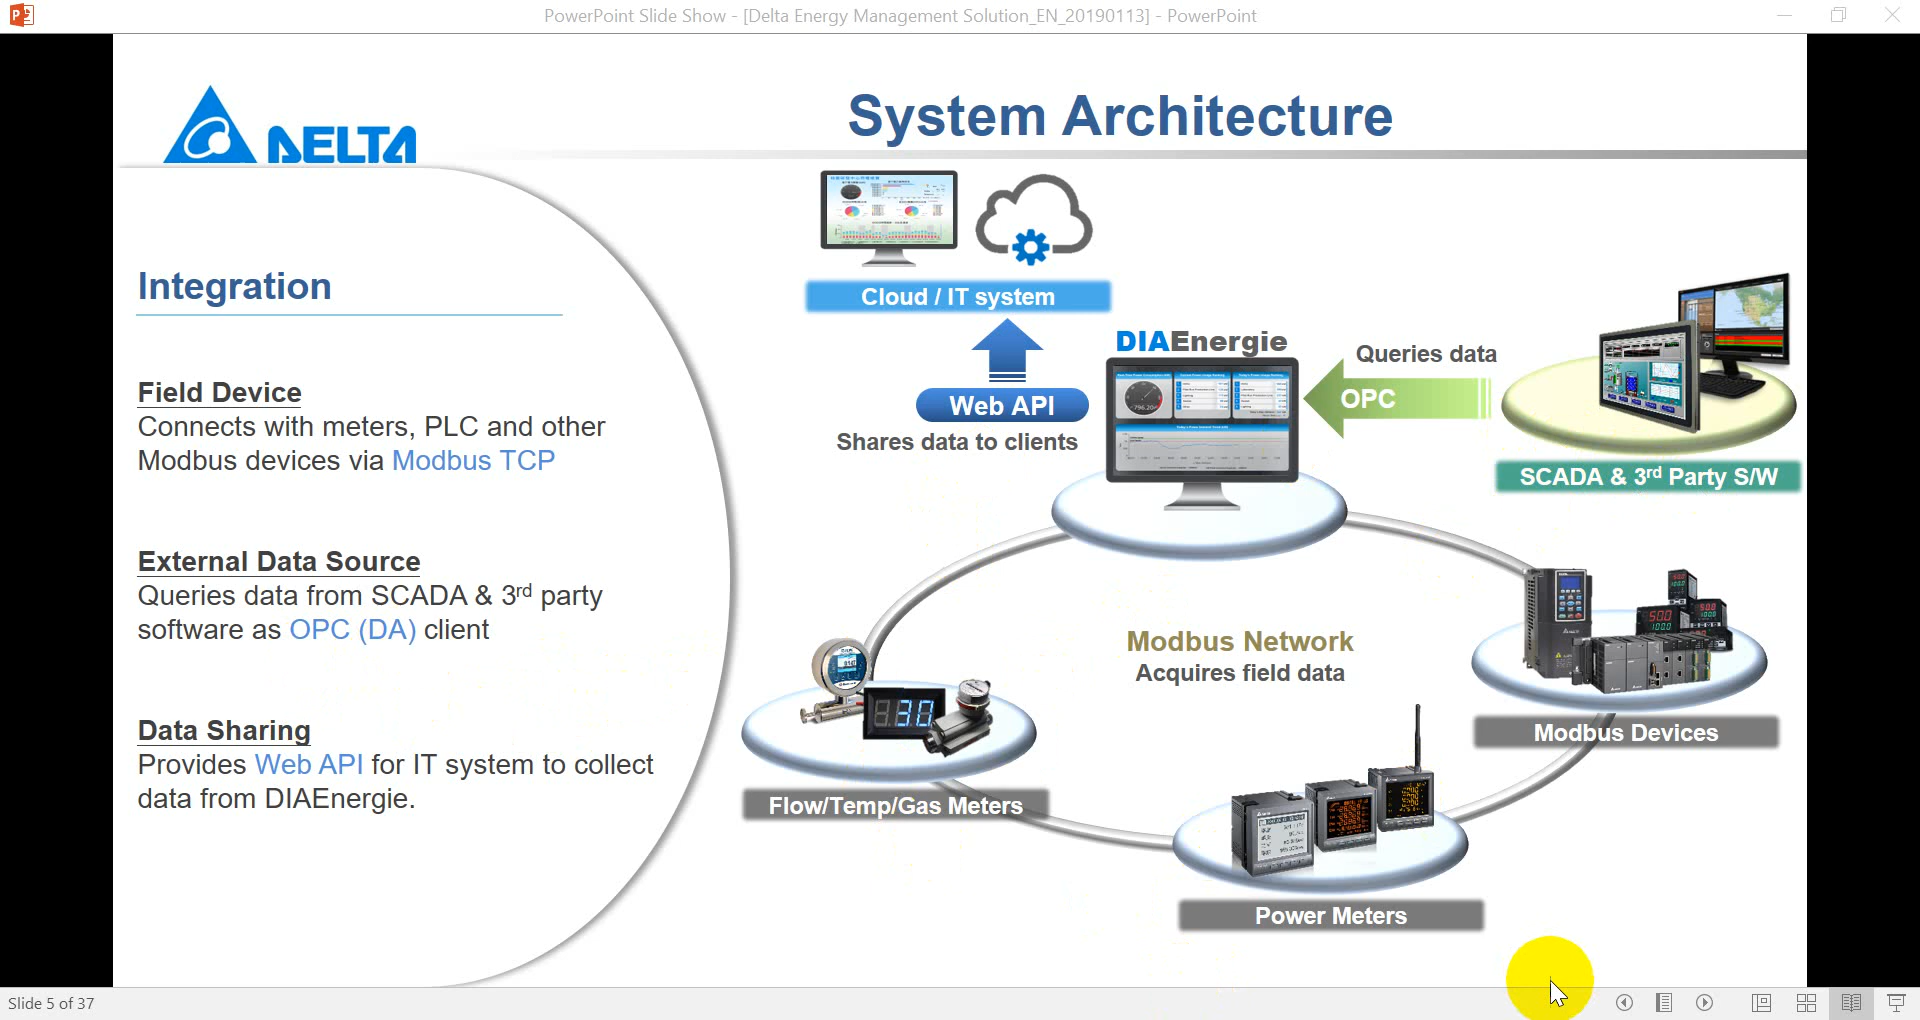 PowerPoint Slide Show - [Delta Energy Management Solution_EN_20190113] - PowerPoint
DELTA
System Architecture
Integration
Field Device
Connects with meters, PLC and other
Modbus devices via Modbus TCP
External Data Source
Queries data from SCADA & 3rd party
software as OPC (DA) client
Data Sharing
Provides Web API for IT system to collect
data from DIAEnergie.
Cloud / IT system
Web API
Shares data to clients
DIAEnergie
Queries data
OPC
SCADA & 3rd Party S/W
Modbus Network
Acquires field data
Modbus Devices
Flow/Temp/Gas Meters
Power Meters
Slide 5 of 37